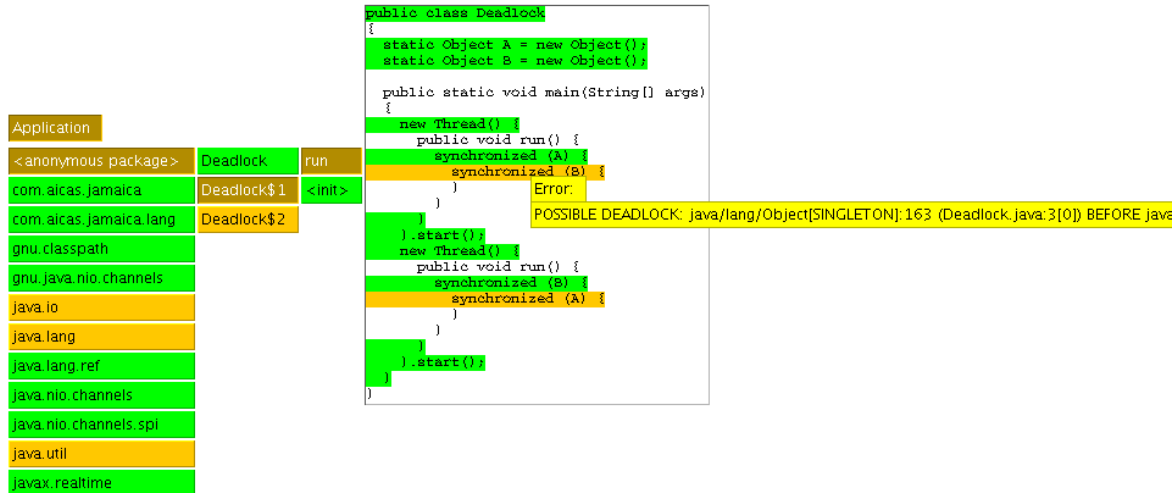 Application
<anonymous package>
Deadlock
run
com.aicas.jamaica
Deadlock$1
<init>
com.aicas.jamaica.lang
Deadlock$2
gnu.classpath
gnu.java.nio.channels
java.io
java.lang
java.lang.ref
java.nio.channels
java.nio.channels.spi
java.util
javax.realtime
public class Deadlock
{
static Object A = new Object();
static Object B = new Object();
public static void main(String[] args)
{
new Thread() {
public void run() {
synchronized (A) {
synchronized (B) {
}
}
}
}.start();
new Thread() {
public void run() {
synchronized (B) {
synchronized (A) {
}
}
}
}.start();
}
}
Error:
POSSIBLE DEADLOCK: java/lang/Object[SINGLETON]:163 (Deadlock.java:3[0]) BEFORE java